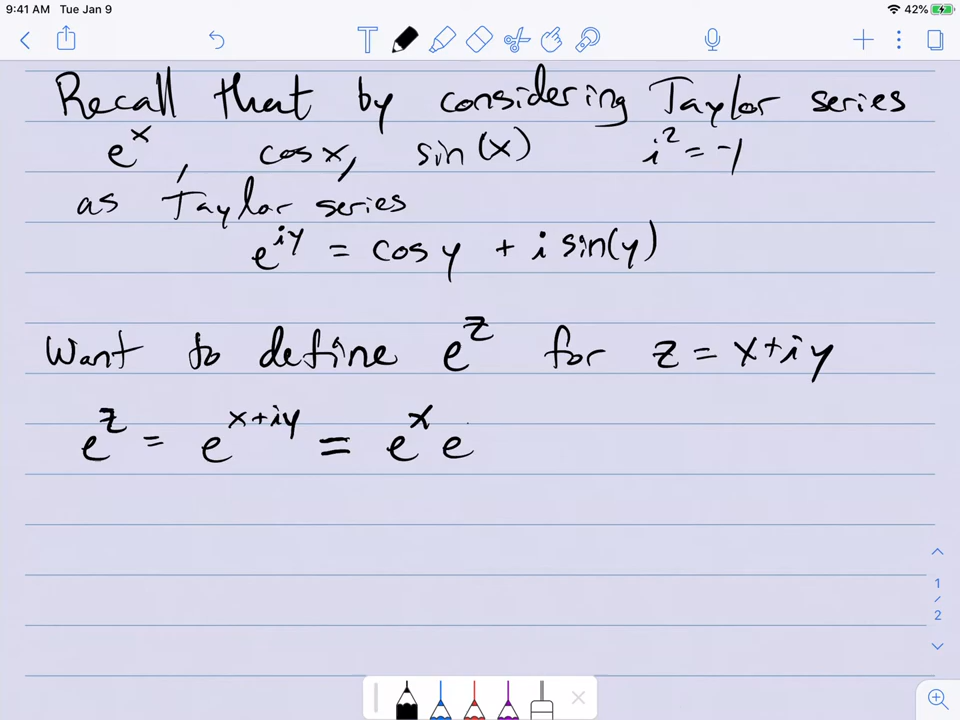 9:41 AM Tue Jan 9 42%
T
Recall that by considering Taylor series
e^x, cos x, sin(x) i² = -1
as Taylor series
e^{iy} = cos y + i sin(y)
Want to define e^z for z = x+iy
e^z = e^{x+iy} = e^x e
1
/
2